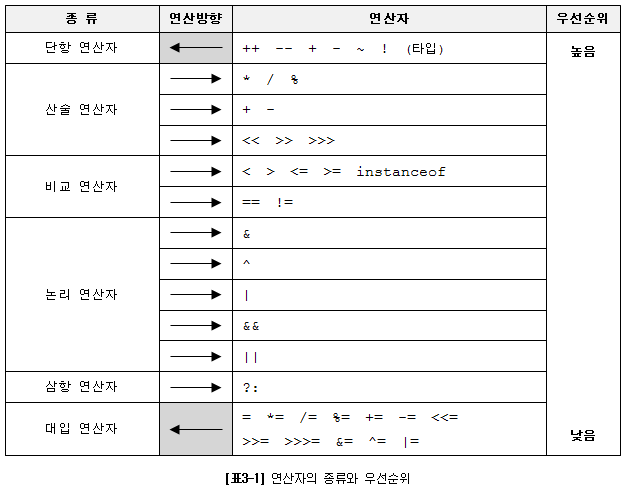 종 류 연산방향 연산자 우선순위
단항 연산자 ++ -- + - ~ ! (타입) 높음
* / %
산술 연산자 + -
<< >> >>>
비교 연산자 < > <= >= instanceof
== !=
&
^
논리 연산자 |
&&
||
삼항 연산자 ?:
대입 연산자 = *= /= %= += -= <<=
>>= >>>= &= ^= |= 낮음
[표3-1] 연산자의 종류와 우선순위